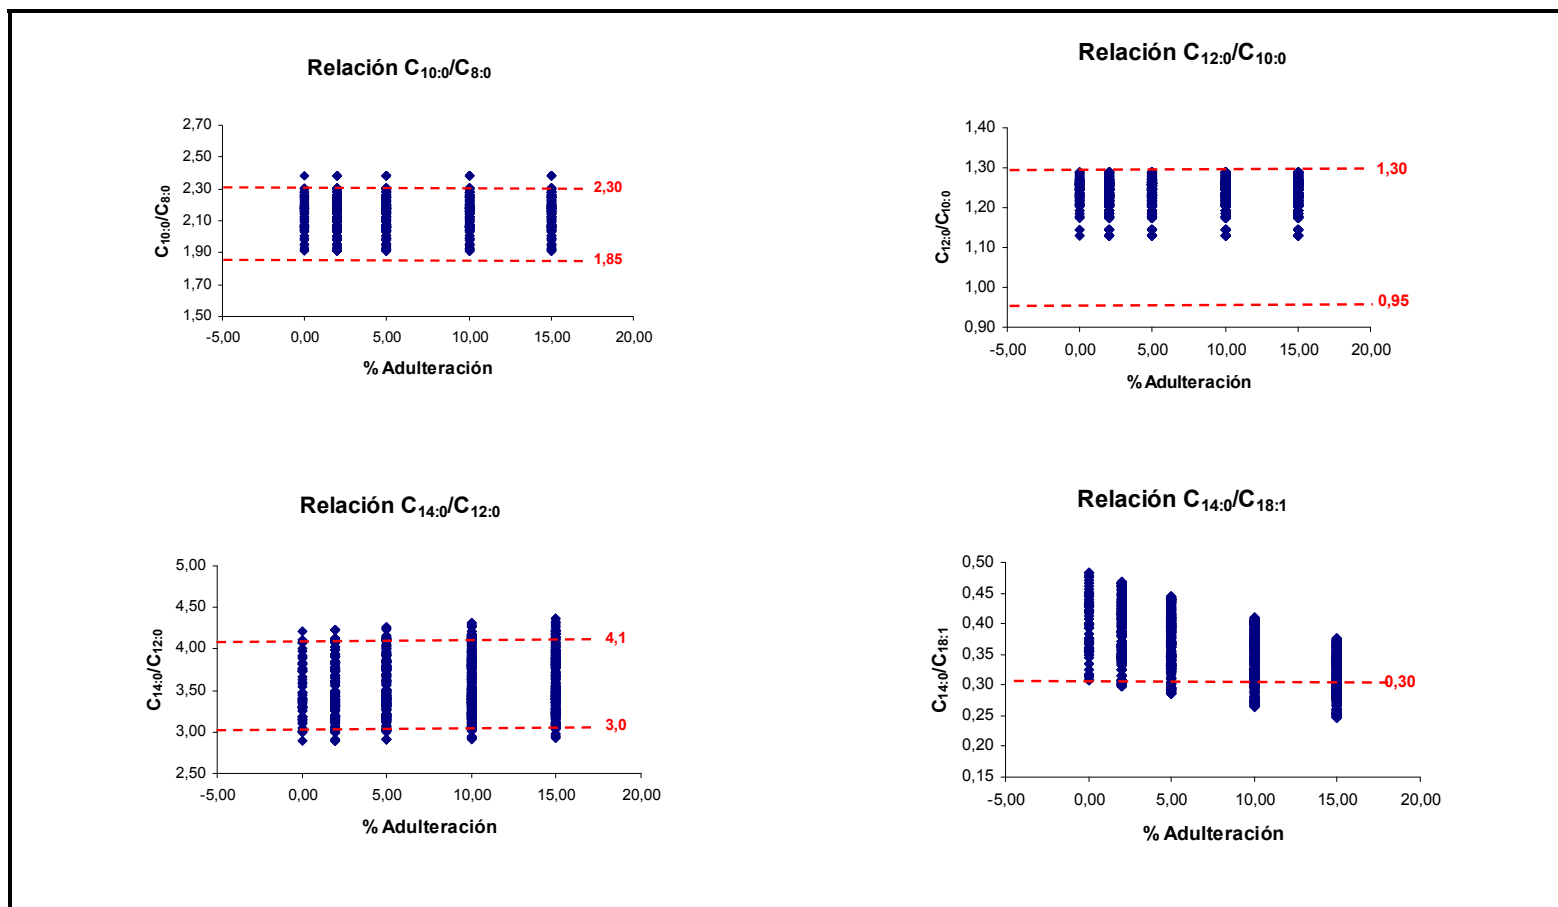 Relación C10:0/C8:0
C10:0/C8:0
2,70
2,50
2,30
2,10
1,90
1,70
1,50
2,30
1,85
-5,00 0,00 5,00 10,00 15,00 20,00
% Adulteración
Relación C12:0/C10:0
C12:0/C10:0
1,40
1,30
1,20
1,10
1,00
0,90
1,30
0,95
-5,00 0,00 5,00 10,00 15,00 20,00
% Adulteración
Relación C14:0/C12:0
C14:0/C12:0
5,00
4,50
4,00
3,50
3,00
2,50
4,1
3,0
-5,00 0,00 5,00 10,00 15,00 20,00
% Adulteración
Relación C14:0/C18:1
C14:0/C18:1
0,50
0,45
0,40
0,35
0,30
0,25
0,20
0,15
0,30
-5,00 0,00 5,00 10,00 15,00 20,00
% Adulteración